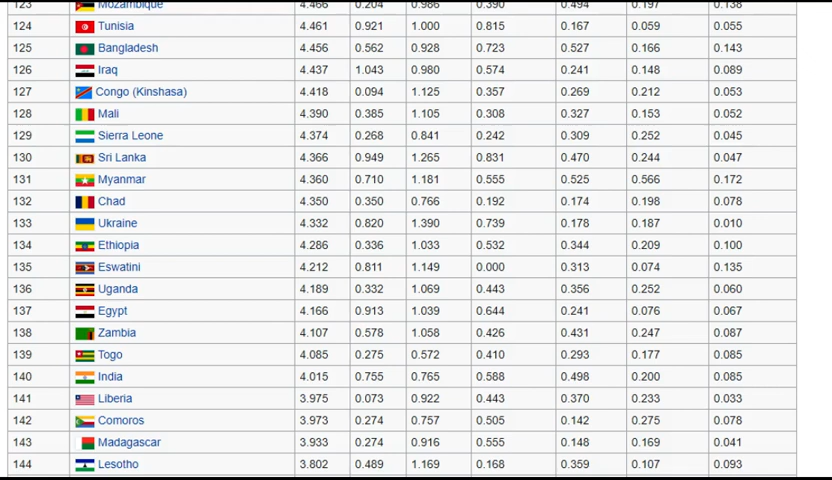 123 Mozambique 4.466 0.204 0.986 0.390 0.494 0.197 0.138
124 Tunisia 4.461 0.921 1.000 0.815 0.167 0.059 0.055
125 Bangladesh 4.456 0.562 0.928 0.723 0.527 0.166 0.143
126 Iraq 4.437 1.043 0.980 0.574 0.241 0.148 0.089
127 Congo (Kinshasa) 4.418 0.094 1.125 0.357 0.269 0.212 0.053
128 Mali 4.390 0.385 1.105 0.308 0.327 0.153 0.052
129 Sierra Leone 4.374 0.268 0.841 0.242 0.309 0.252 0.045
130 Sri Lanka 4.366 0.949 1.265 0.831 0.470 0.244 0.047
131 Myanmar 4.360 0.710 1.181 0.555 0.525 0.566 0.172
132 Chad 4.350 0.350 0.766 0.192 0.174 0.198 0.078
133 Ukraine 4.332 0.820 1.390 0.739 0.178 0.187 0.010
134 Ethiopia 4.286 0.336 1.033 0.532 0.344 0.209 0.100
135 Eswatini 4.212 0.811 1.149 0.000 0.313 0.074 0.135
136 Uganda 4.189 0.332 1.069 0.443 0.356 0.252 0.060
137 Egypt 4.166 0.913 1.039 0.644 0.241 0.076 0.067
138 Zambia 4.107 0.578 1.058 0.426 0.431 0.247 0.087
139 Togo 4.085 0.275 0.572 0.410 0.293 0.177 0.085
140 India 4.015 0.755 0.765 0.588 0.498 0.200 0.085
141 Liberia 3.975 0.073 0.922 0.443 0.370 0.233 0.033
142 Comoros 3.973 0.274 0.757 0.505 0.142 0.275 0.078
143 Madagascar 3.933 0.274 0.916 0.555 0.148 0.169 0.041
144 Lesotho 3.802 0.489 1.169 0.168 0.359 0.107 0.093